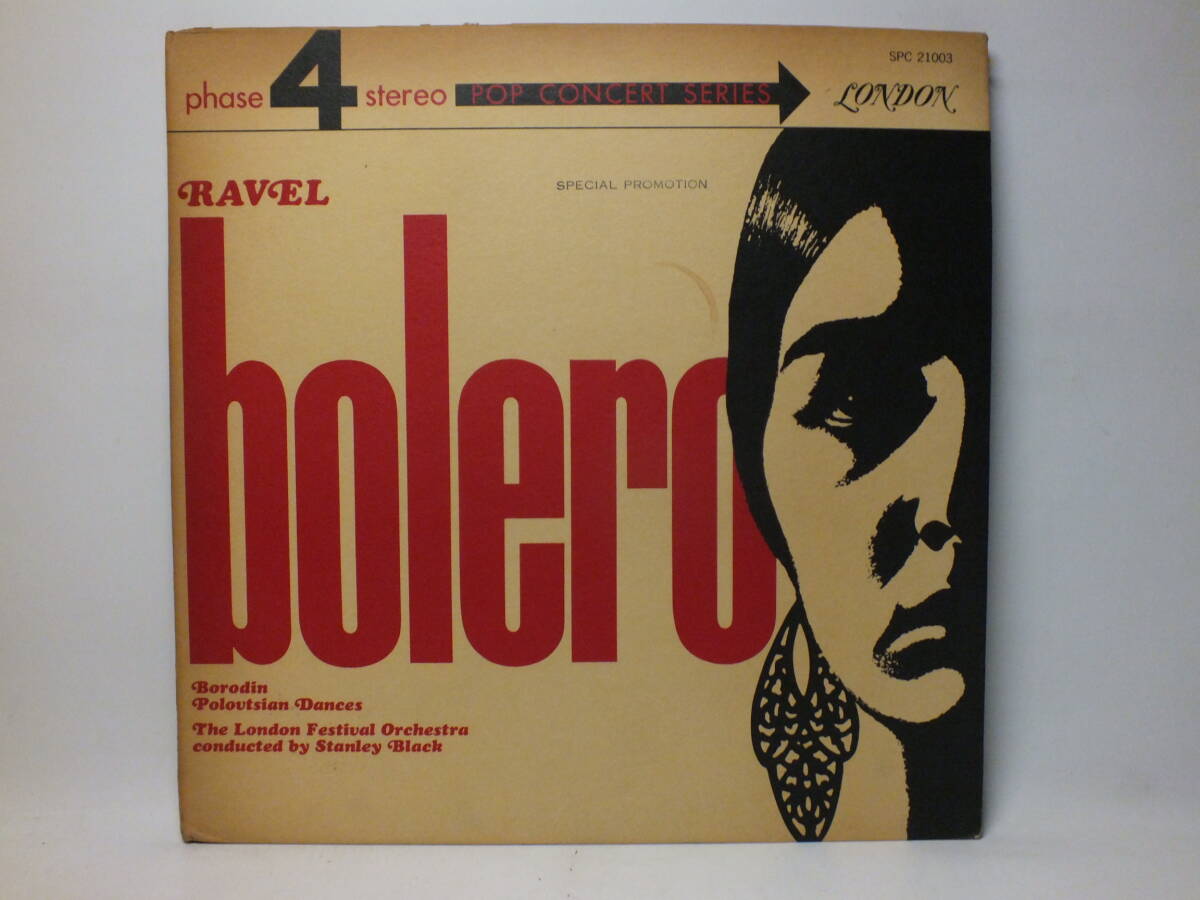 SPC 21003
phase 4 stereo POP CONCERT SERIES LONDON
RAVEL
SPECIAL PROMOTION
bolero
Borodin
Polovtsian Dances
The London Festival Orchestra
conducted by Stanley Black